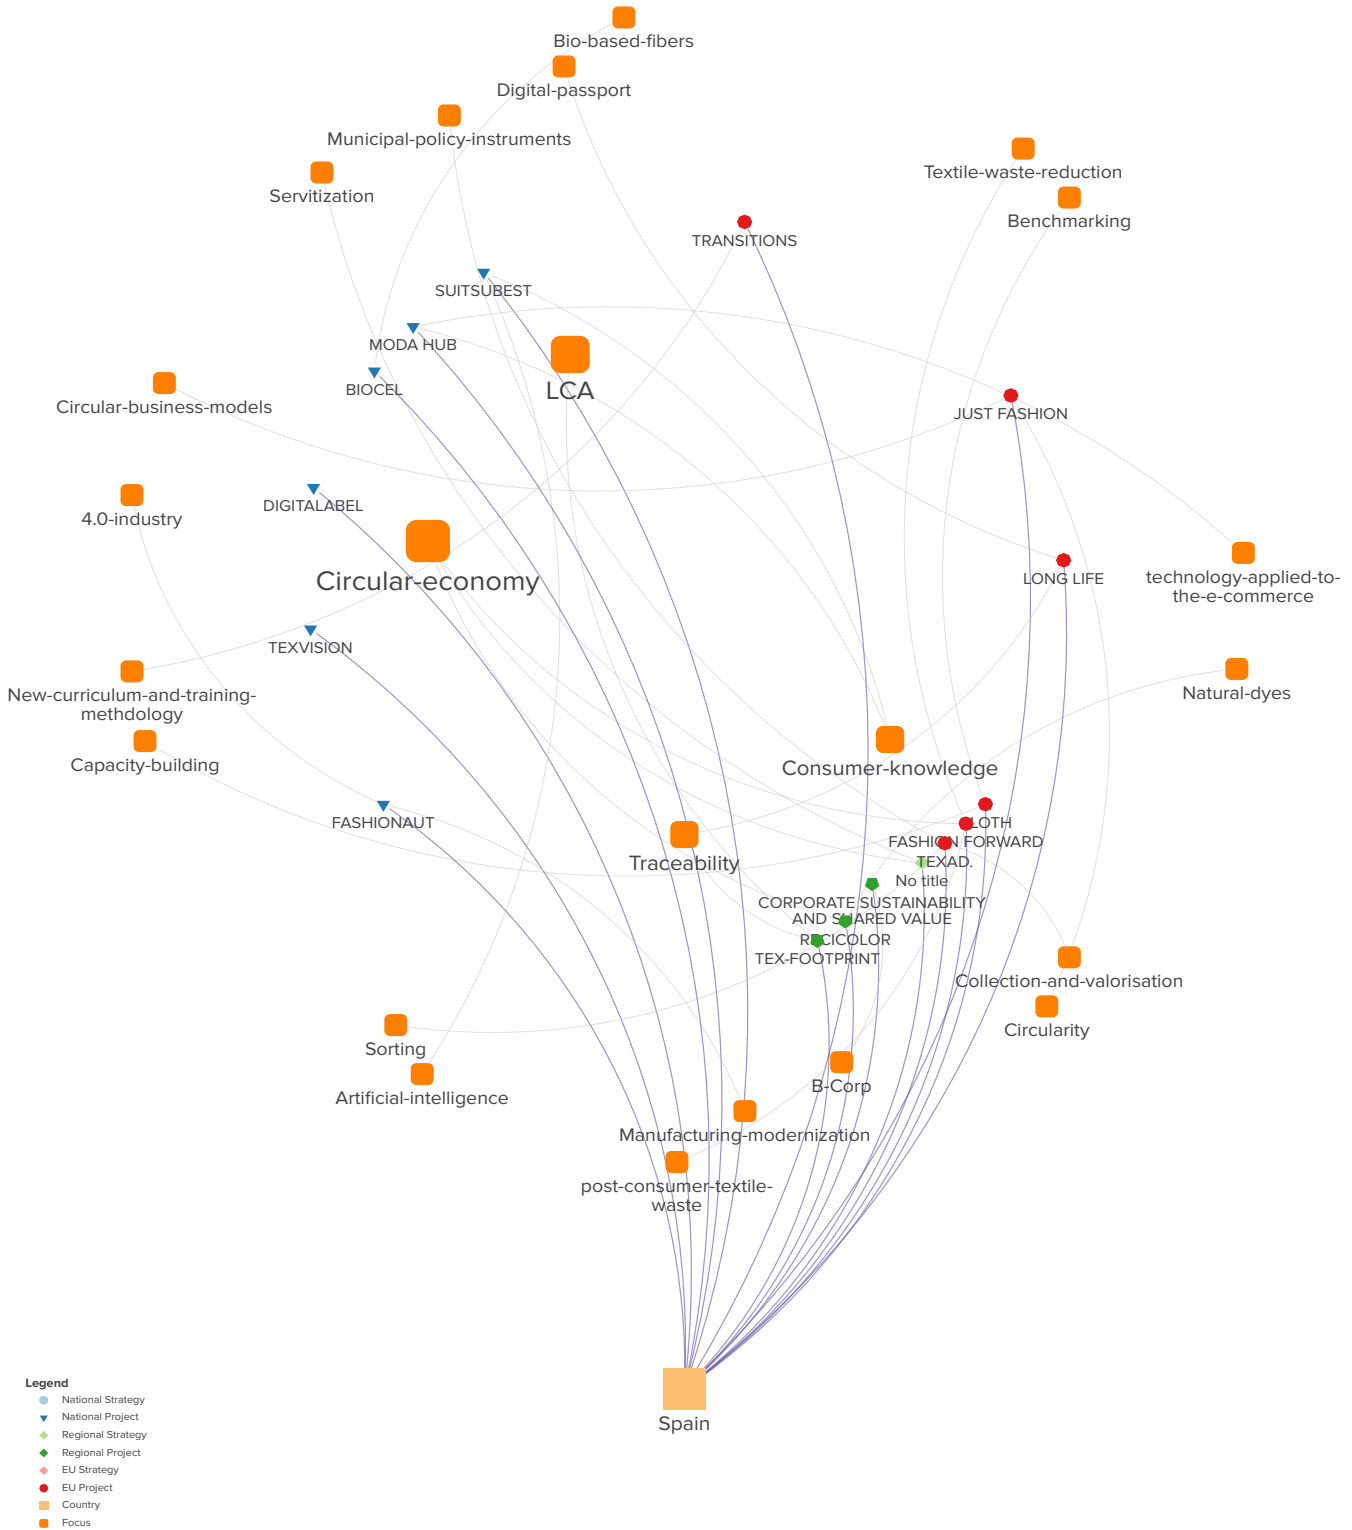 Bio-based-fibers
Digital-passport
Municipal-policy-instruments
Textile-waste-reduction
Servitization
Benchmarking
TRANSITIONS
SUITSUBEST
MODA HUB
BIOCEL
LCA
Circular-business-models
JUST FASHION
DIGITALABEL
4.0-industry
Circular-economy
LONG LIFE
technology-applied-to-
the-e-commerce
TEXVISION
New-curriculum-and-training-
methdology
Natural-dyes
Capacity-building
Consumer-knowledge
FASHIONAUT
LOTH
FASHION FORWARD
Traceability
TEXAD.
No title
CORPORATE SUSTAINABILITY
AND SHARED VALUE
RECICOLOR
TEX-FOOTPRINT
Collection-and-valorisation
Circularity
Sorting
B-Corp
Artificial-intelligence
Manufacturing-modernization
post-consumer-textile-
waste
Spain
Legend
National Strategy
National Project
Regional Strategy
Regional Project
EU Strategy
EU Project
Country
Focus